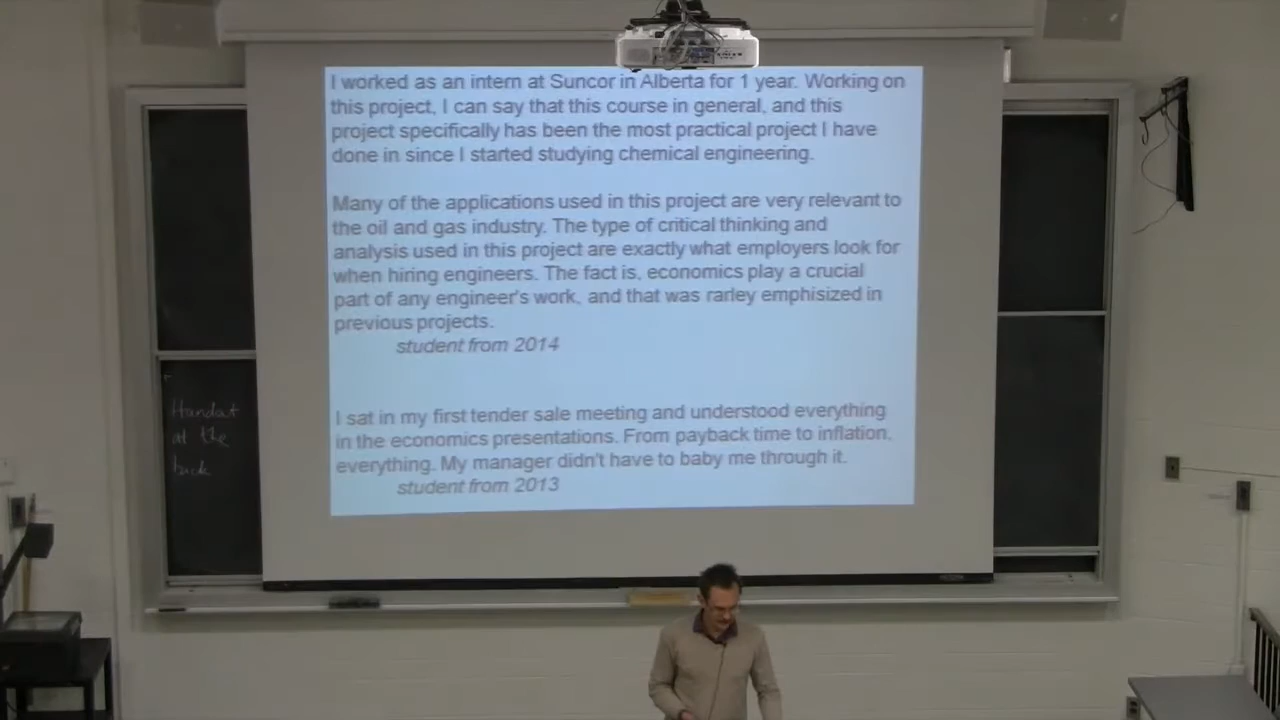 I worked as an intern at Suncor in Alberta for 1 year. Working on
this project, I can say that this course in general, and this
project specifically has been the most practical project I have
done in since I started studying chemical engineering.
Many of the applications used in this project are very relevant to
the oil and gas industry. The type of critical thinking and
analysis used in this project are exactly what employers look for
when hiring engineers. The fact is, economics play a crucial
part of any engineer's work, and that was rarley emphisized in
previous projects.
student from 2014
I sat in my first tender sale meeting and understood everything
in the economics presentations. From payback time to inflation,
everything. My manager didn't have to baby me through it.
student from 2013
Handout
at the
back